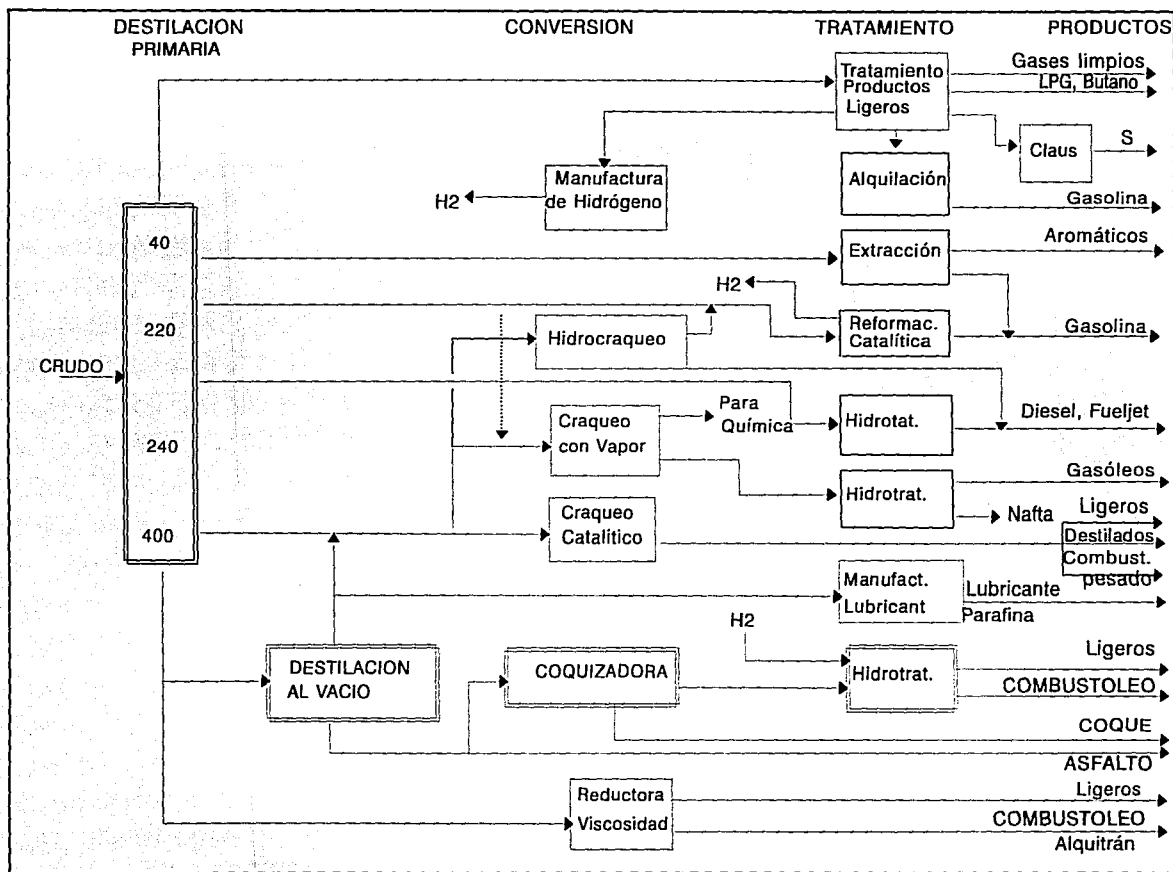 DESTILACION
PRIMARIA
CONVERSION
TRATAMIENTO
PRODUCTOS
Tratamiento
Productos
Ligeros
Gases limpios
LPG, Butano
Claus
S
Manufactura
de Hidrógeno
H2
Alquilación
Gasolina
40
Extracción
Aromáticos
H2
220
Hidrocraqueo
Reformac.
Catalítica
Gasolina
CRUDO
Para
Química
Craqueo
con Vapor
Hidrotat.
Diesel, Fueljet
240
Hidrotrat.
Gasóleos
Nafta
400
Craqueo
Catalitico
Ligeros
Destilados
Combust.
pesado
Manufact.
Lubricant
Lubricante
Parafina
H2
DESTILACION
AL VACIO
COQUIZADORA
Hidrotrat.
Ligeros
COMBUSTOLEO
COQUE
ASFALTO
Reductora
Viscosidad
Ligeros
COMBUSTOLEO
Alquitrán